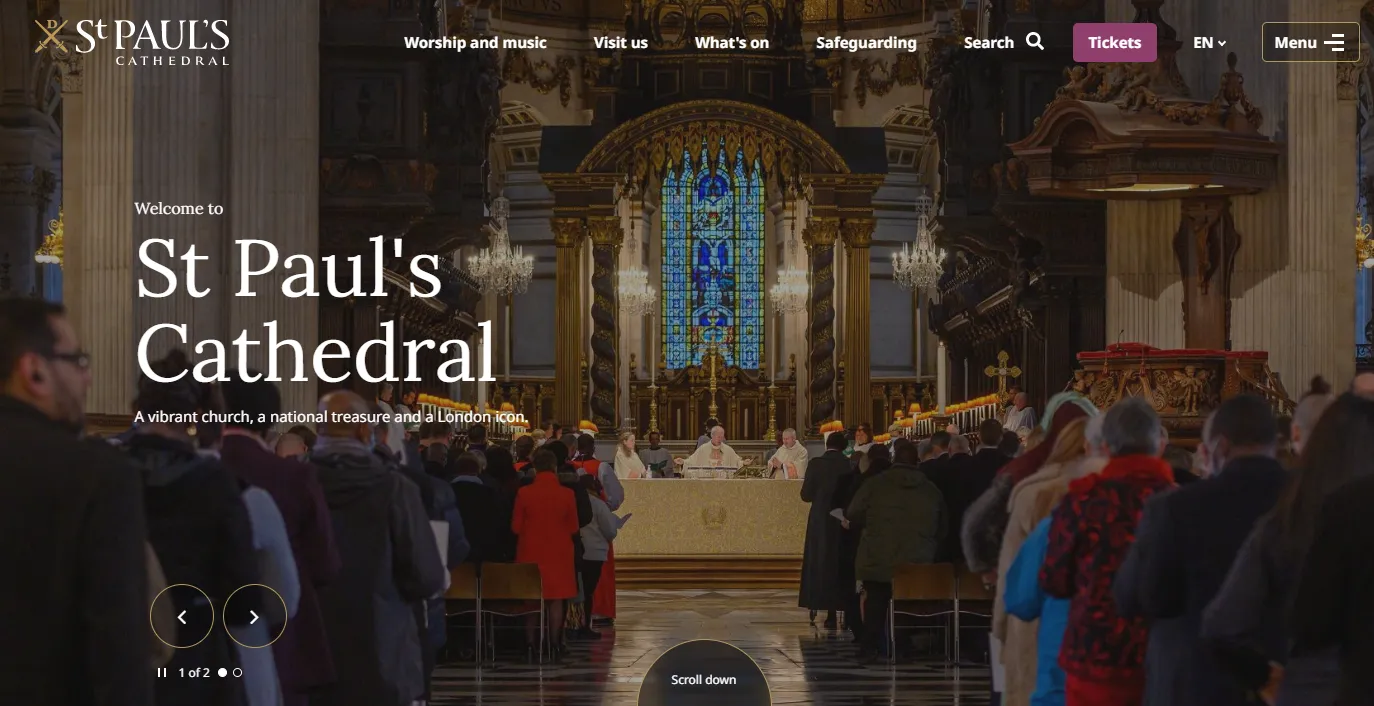 St PAUL'S
CATHEDRAL
Worship and music
Visit us
What's on
Safeguarding
Search
Tickets
EN
Menu
Welcome to
St Paul's
Cathedral
A vibrant church, a national treasure and a London icon.
1 of 2
Scroll down